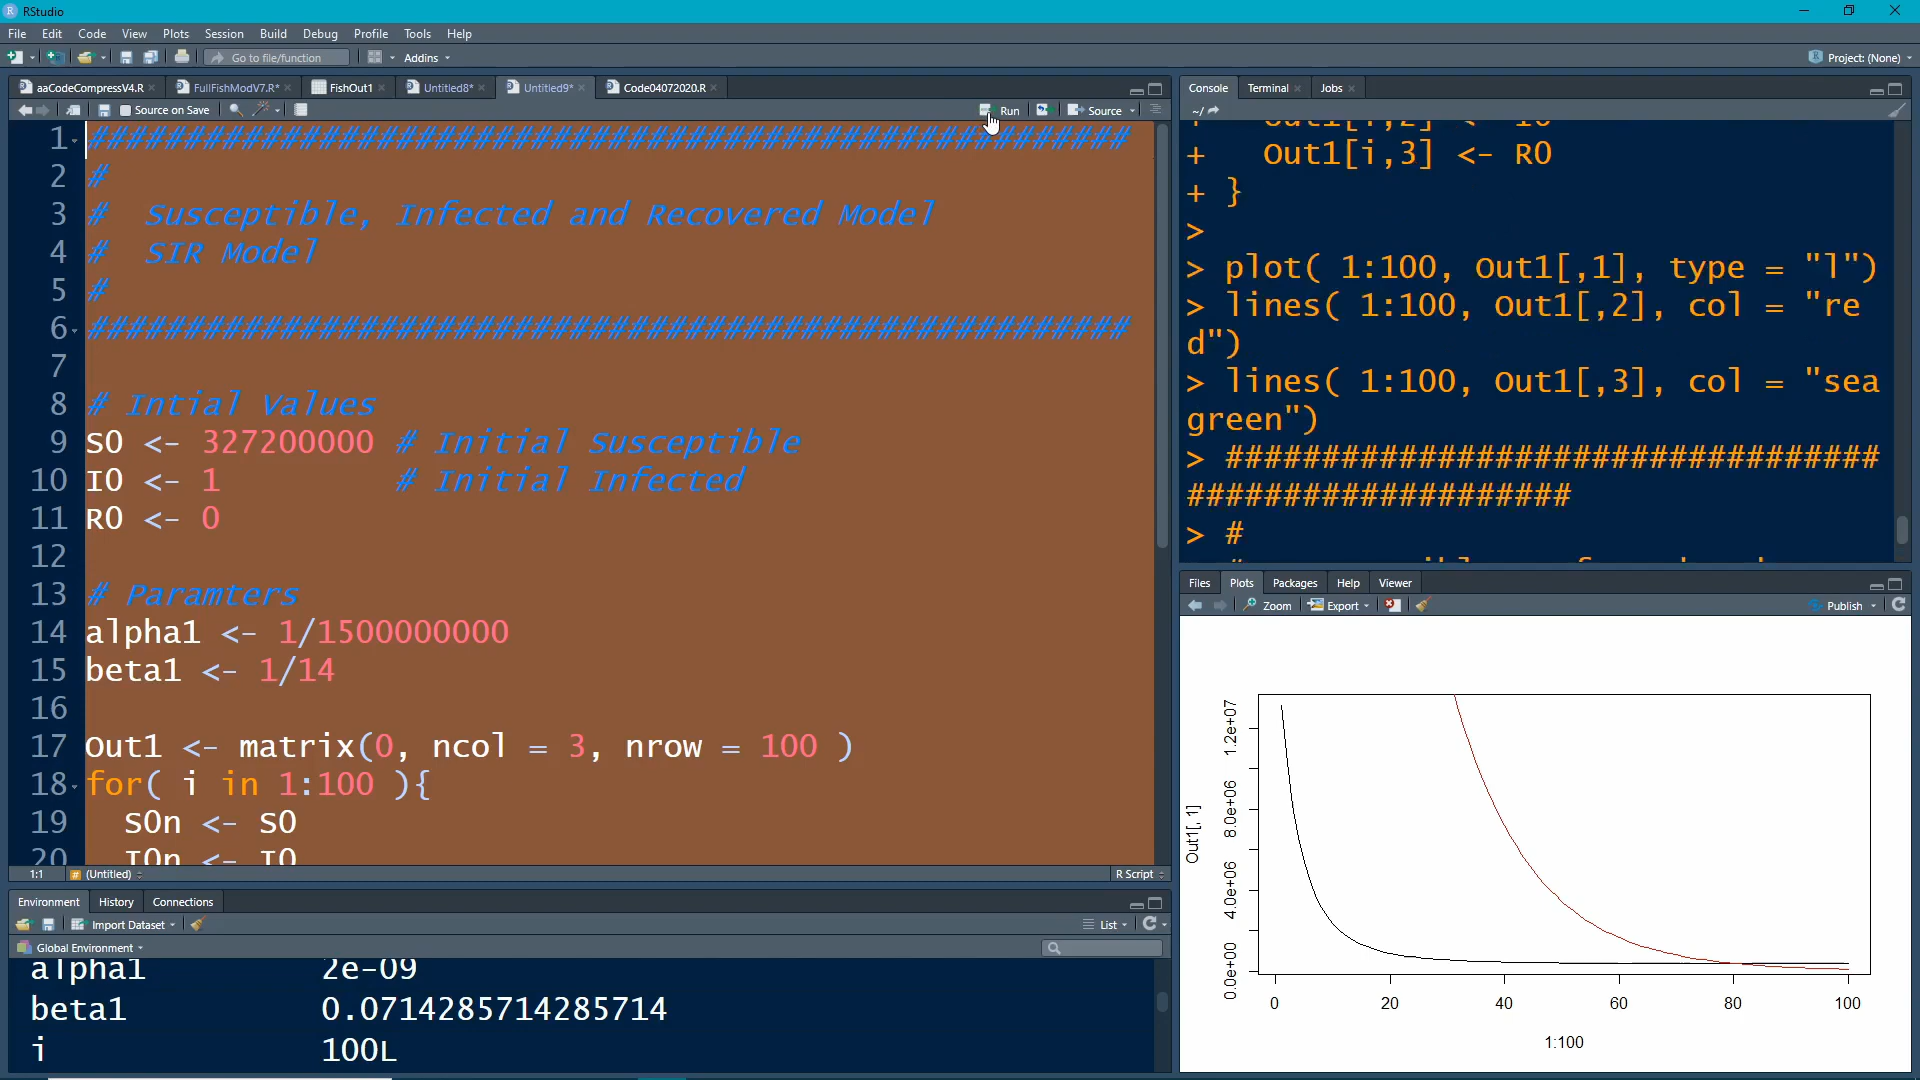 RStudio
File Edit Code View Plots Session Build Debug Profile Tools Help
Go to file/function Addins Project: (None)
aaCodeCompressV4.R FullFishModV7.R* FishOut1 Untitled8* Untitled9* Code04072020.R
Source on Save Run Source
1 ######################################################
2 #
3 # Susceptible, Infected and Recovered Model
4 # SIR Model
5 #
6 ######################################################
7
8 # Intial Values
9 S0 <- 327200000 # Initial Susceptible
10 I0 <- 1 # Initial Infected
11 R0 <- 0
12
13 # Paramters
14 alpha1 <- 1/1500000000
15 beta1 <- 1/14
16
17 Out1 <- matrix(0, ncol = 3, nrow = 100 )
18 for( i in 1:100 ){
19 S0n <- S0
20 I0n <- I0
1:1 (Untitled) R Script
Environment History Connections
Import Dataset List
Global Environment
alpha1 2e-09
beta1 0.0714285714285714
i 100L
Console Terminal Jobs
~/
+ Out1[i,2] <- I0
+ Out1[i,3] <- R0
+ }
>
> plot( 1:100, Out1[,1], type = "l")
> lines( 1:100, Out1[,2], col = "re
d")
> lines( 1:100, Out1[,3], col = "sea
green")
> ##################################
####################
> #
Files Plots Packages Help Viewer
Zoom Export Publish
Out1[, 1]
1.2e+07
8.0e+06
4.0e+06
0.0e+00
0 20 40 60 80 100
1:100